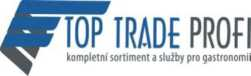 TOP TRADE PROFI
kompletní sortiment a služby pro gastronomii